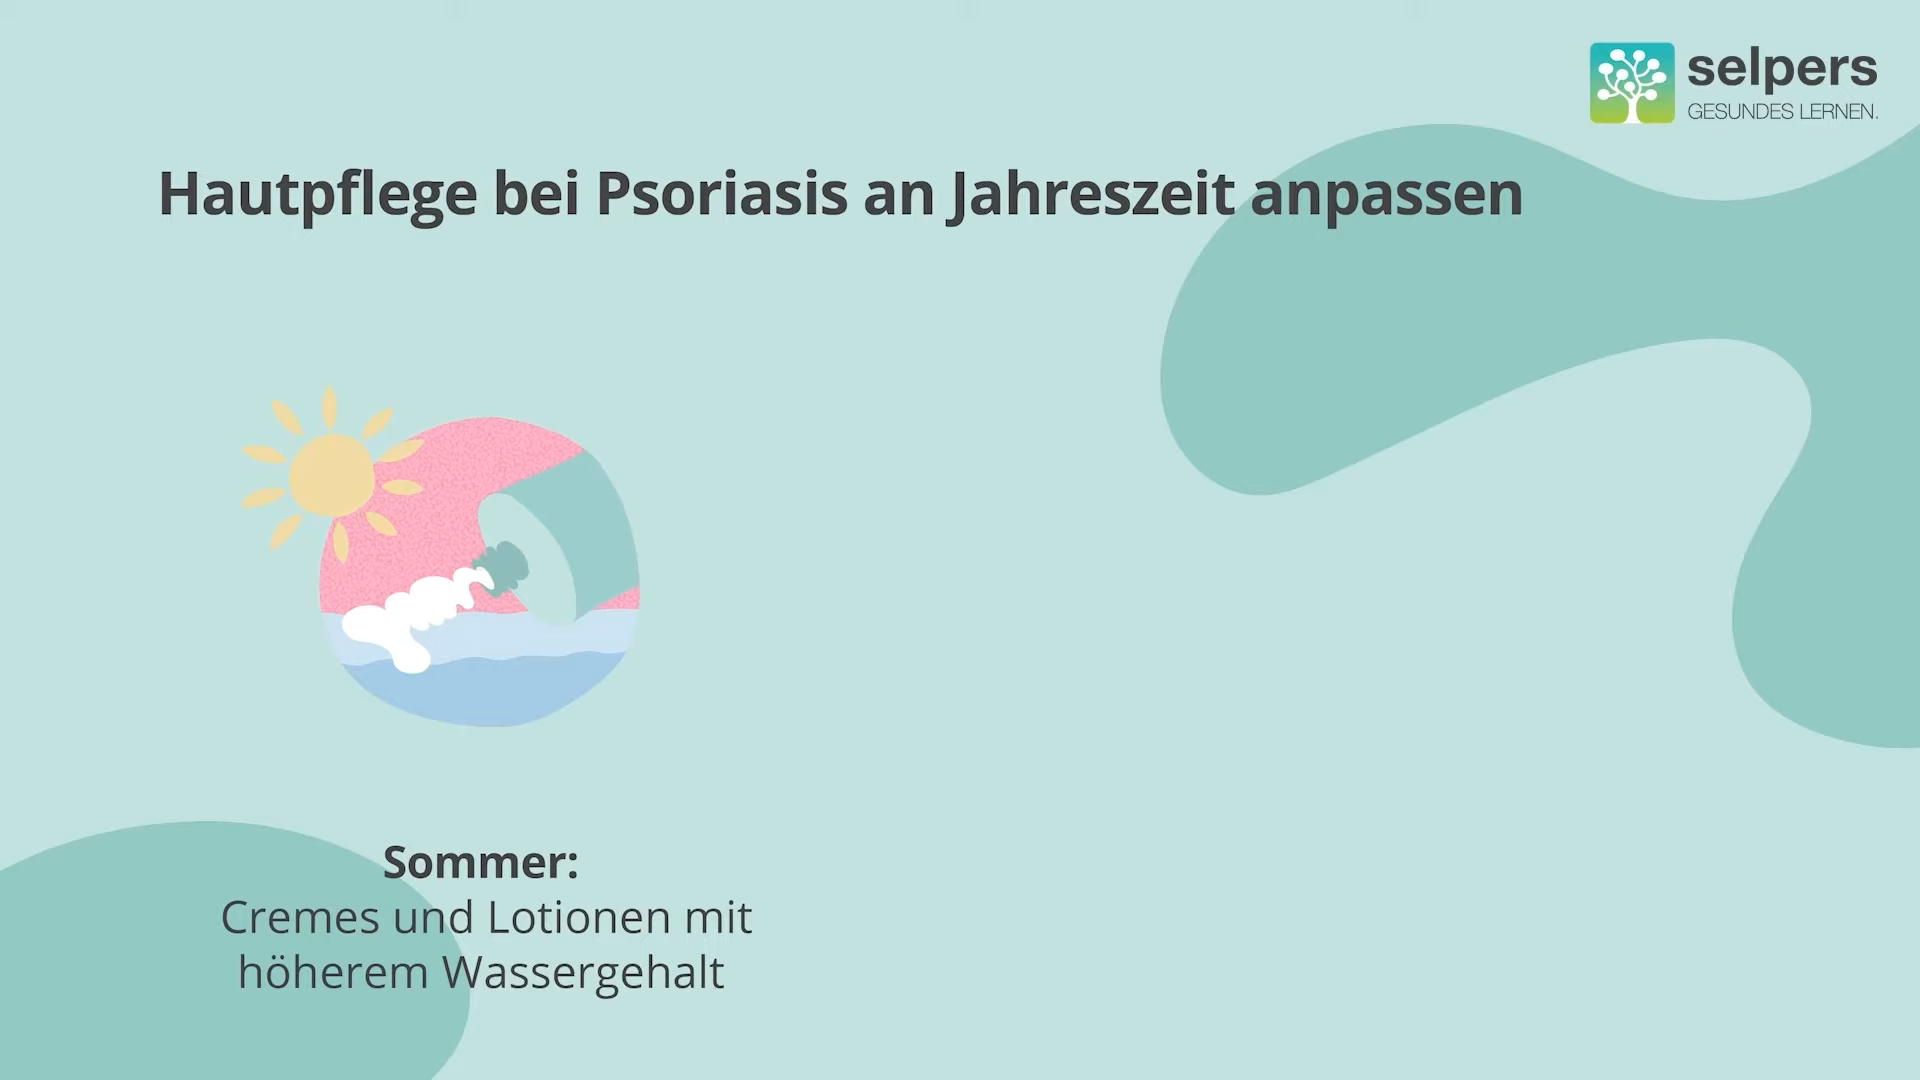 selpers
GESUNDES LERNEN.
Hautpflege bei Psoriasis an Jahreszeit anpassen
Sommer:
Cremes und Lotionen mit
höherem Wassergehalt